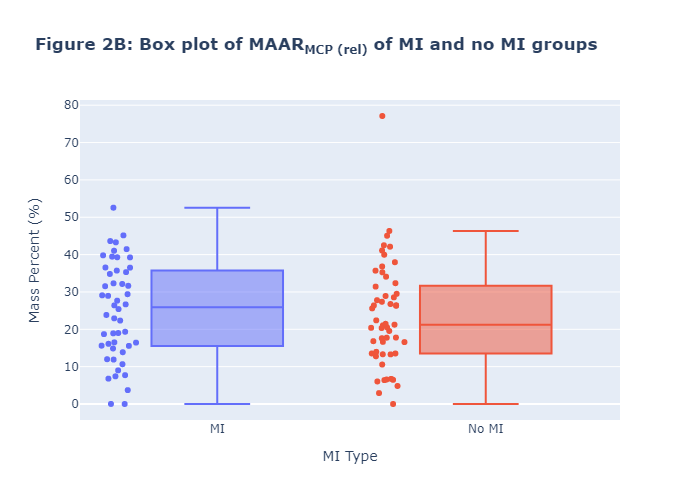 Figure 2B: Box plot of MAAR MCP (rel) of MI and no MI groups
80
70
60
50
40
30
20
10
0
Mass Percent (%)
MI
No MI
MI Type